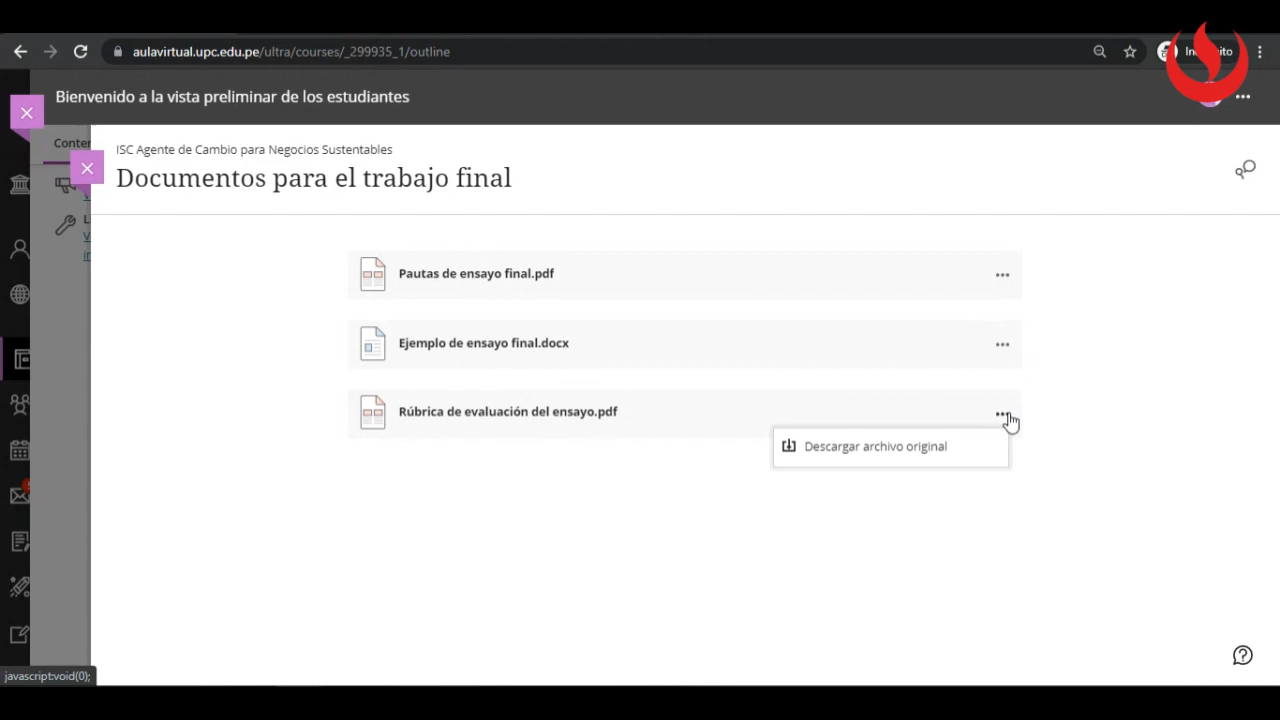 aulavirtual.upc.edu.pe/ultra/courses/_299935_1/outline
Bienvenido a la vista preliminar de los estudiantes
ISC Agente de Cambio para Negocios Sustentables
Documentos para el trabajo final
Pautas de ensayo final.pdf
Ejemplo de ensayo final.docx
Rúbrica de evaluación del ensayo.pdf
Descargar archivo original
javascript:void(0);